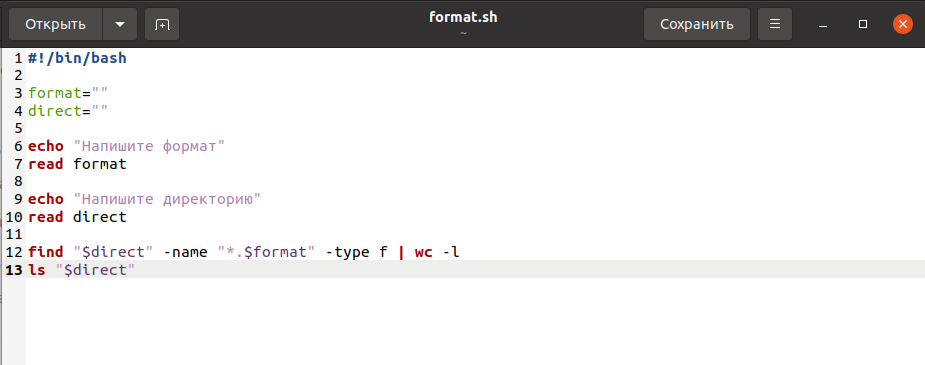 Открыть
format.sh
~
Сохранить
1 #!/bin/bash
2
3 format=""
4 direct=""
5
6 echo "Напишите формат"
7 read format
8
9 echo "Напишите директорию"
10 read direct
11
12 find "$direct" -name "*.$format" -type f | wc -l
13 ls "$direct"